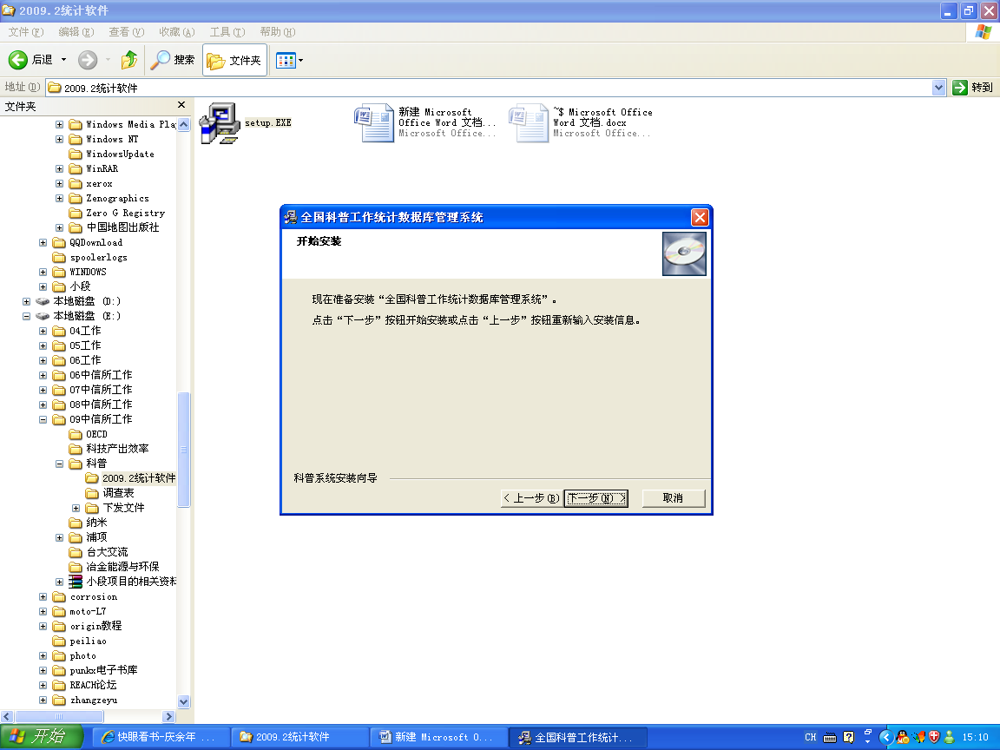 2009.2统计软件
文件(F) 编辑(E) 查看(V) 收藏(A) 工具(T) 帮助(H)
后退 搜索 文件夹
地址(D) 2009.2统计软件 转到
文件夹
Windows Media Pla
Windows NT
WindowsUpdate
WinRAR
xerox
Zenographics
Zero G Registry
中国地图出版社
QQDownload
spoolerlogs
WINDOWS
小段
本地磁盘 (D:)
本地磁盘 (E:)
04工作
05工作
06工作
06中信所工作
07中信所工作
08中信所工作
09中信所工作
OECD
科技产出效率
科普
2009.2统计软件
调查表
下发文件
纳米
浦项
台大交流
冶金能源与环保
小段项目的相关资料
corrosion
moto-L7
origin教程
peiliao
photo
punkx电子书库
REACH论坛
zhangzeyu
setup.EXE
新建 Microsoft
Office Word 文档...
Microsoft Office...
~$ Microsoft Office
Word 文档.docx
Microsoft Office...
全国科普工作统计数据库管理系统
开始安装
现在准备安装“全国科普工作统计数据库管理系统”。
点击“下一步”按钮开始安装或点击“上一步”按钮重新输入安装信息。
科普系统安装向导
<上一步(B) 下一步(N)> 取消
开始 快眼看书-庆余年 ... 2009.2统计软件 新建 Microsoft O... 全国科普工作统计... CH 15:10